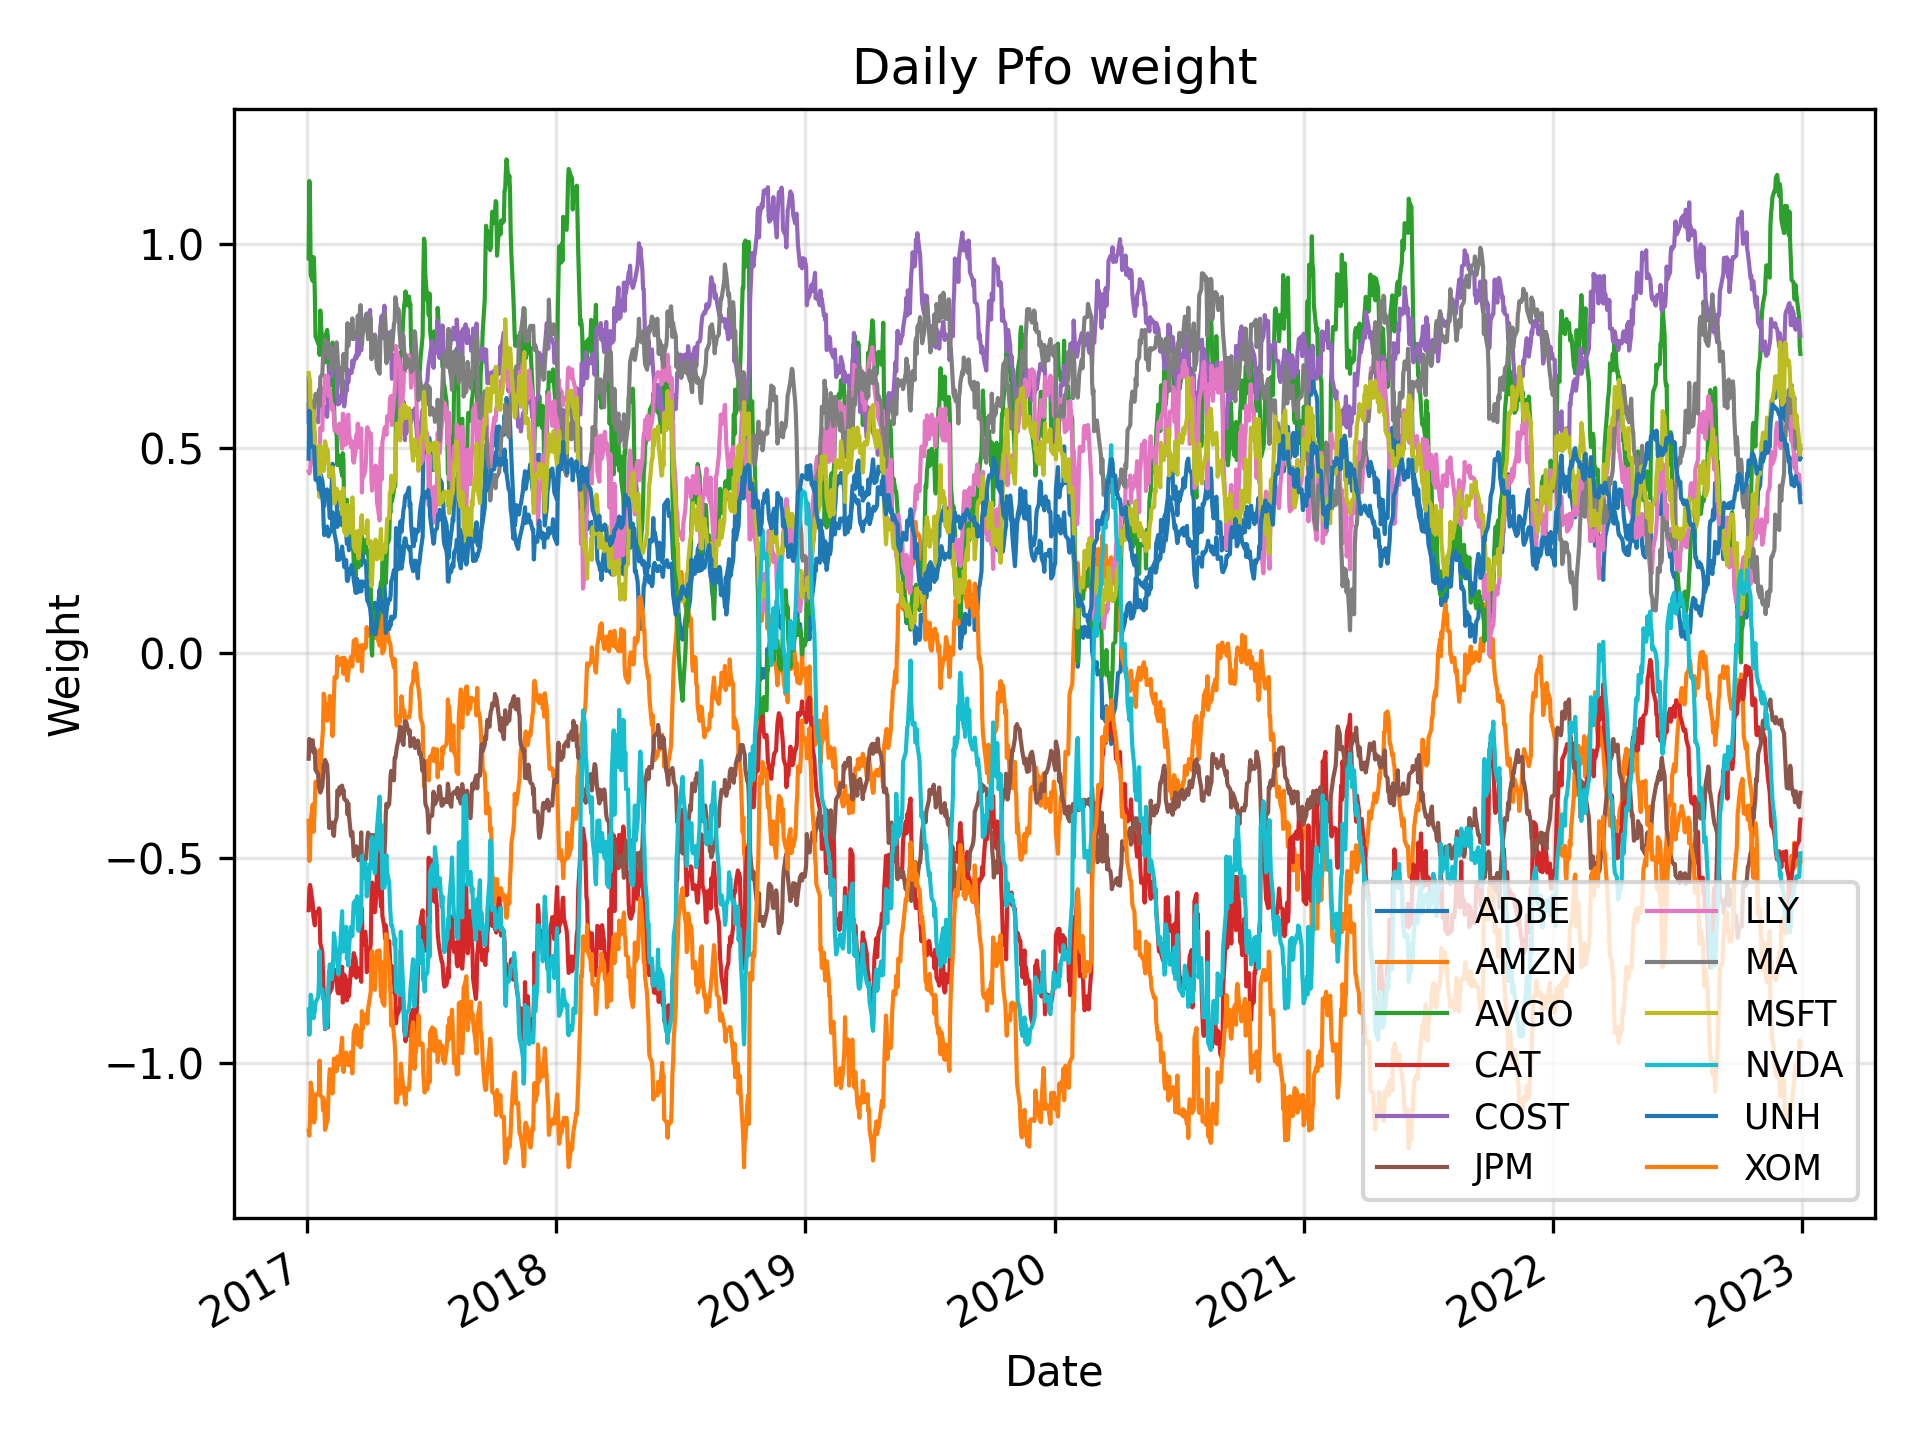 Daily Pfo weight
Weight
1.0
0.5
0.0
−0.5
−1.0
2017
2018
2019
2020
2021
2022
2023
Date
ADBE
AMZN
AVGO
CAT
COST
JPM
LLY
MA
MSFT
NVDA
UNH
XOM